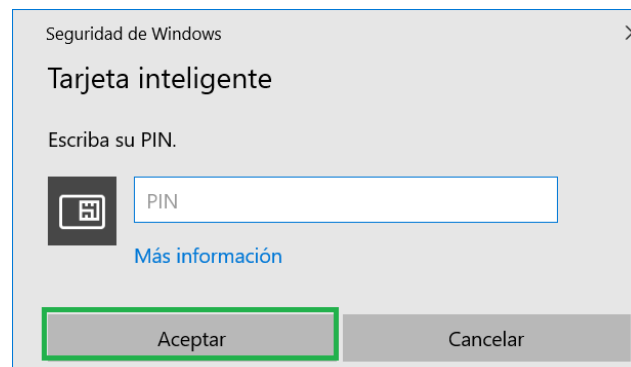 Seguridad de Windows
Tarjeta inteligente
Escriba su PIN.
PIN
Más información
Aceptar
Cancelar